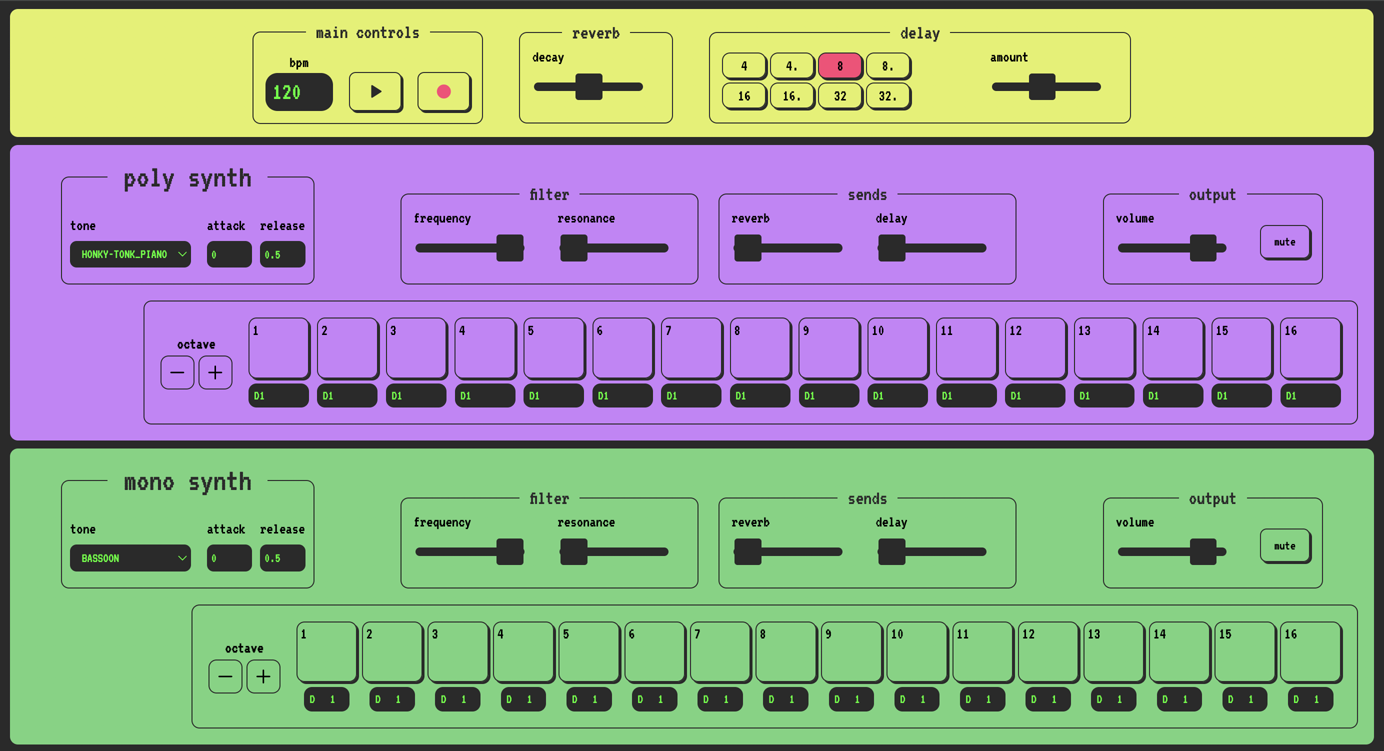 main controls reverb delay
bpm decay amount
120
4 4. 8 8.
16 16. 32 32.
poly synth
filter sends output
tone attack release frequency resonance reverb delay volume
HONKY-TONK_PIANO 0 0.5 mute
octave 1 2 3 4 5 6 7 8 9 10 11 12 13 14 15 16
− +
D1 D1 D1 D1 D1 D1 D1 D1 D1 D1 D1 D1 D1 D1 D1 D1
mono synth
filter sends output
tone attack release frequency resonance reverb delay volume
BASSOON 0 0.5 mute
octave 1 2 3 4 5 6 7 8 9 10 11 12 13 14 15 16
− +
D 1 D 1 D 1 D 1 D 1 D 1 D 1 D 1 D 1 D 1 D 1 D 1 D 1 D 1 D 1 D 1